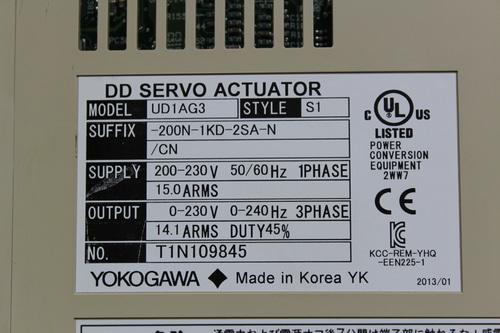 DD SERVO ACTUATOR
MODEL UD1AG3 STYLE S1
SUFFIX -200N-1KD-2SA-N
/CN
SUPPLY 200-230V 50/60Hz 1PHASE
15.0ARMS
OUTPUT 0-230V 0-240Hz 3PHASE
14.1ARMS DUTY45%
NO. T1N109845
YOKOGAWA Made in Korea YK
C UL US
LISTED
POWER
CONVERSION
EQUIPMENT
2WW7
CE
KCC-REM-YHQ
-EEN225-1
2013/01